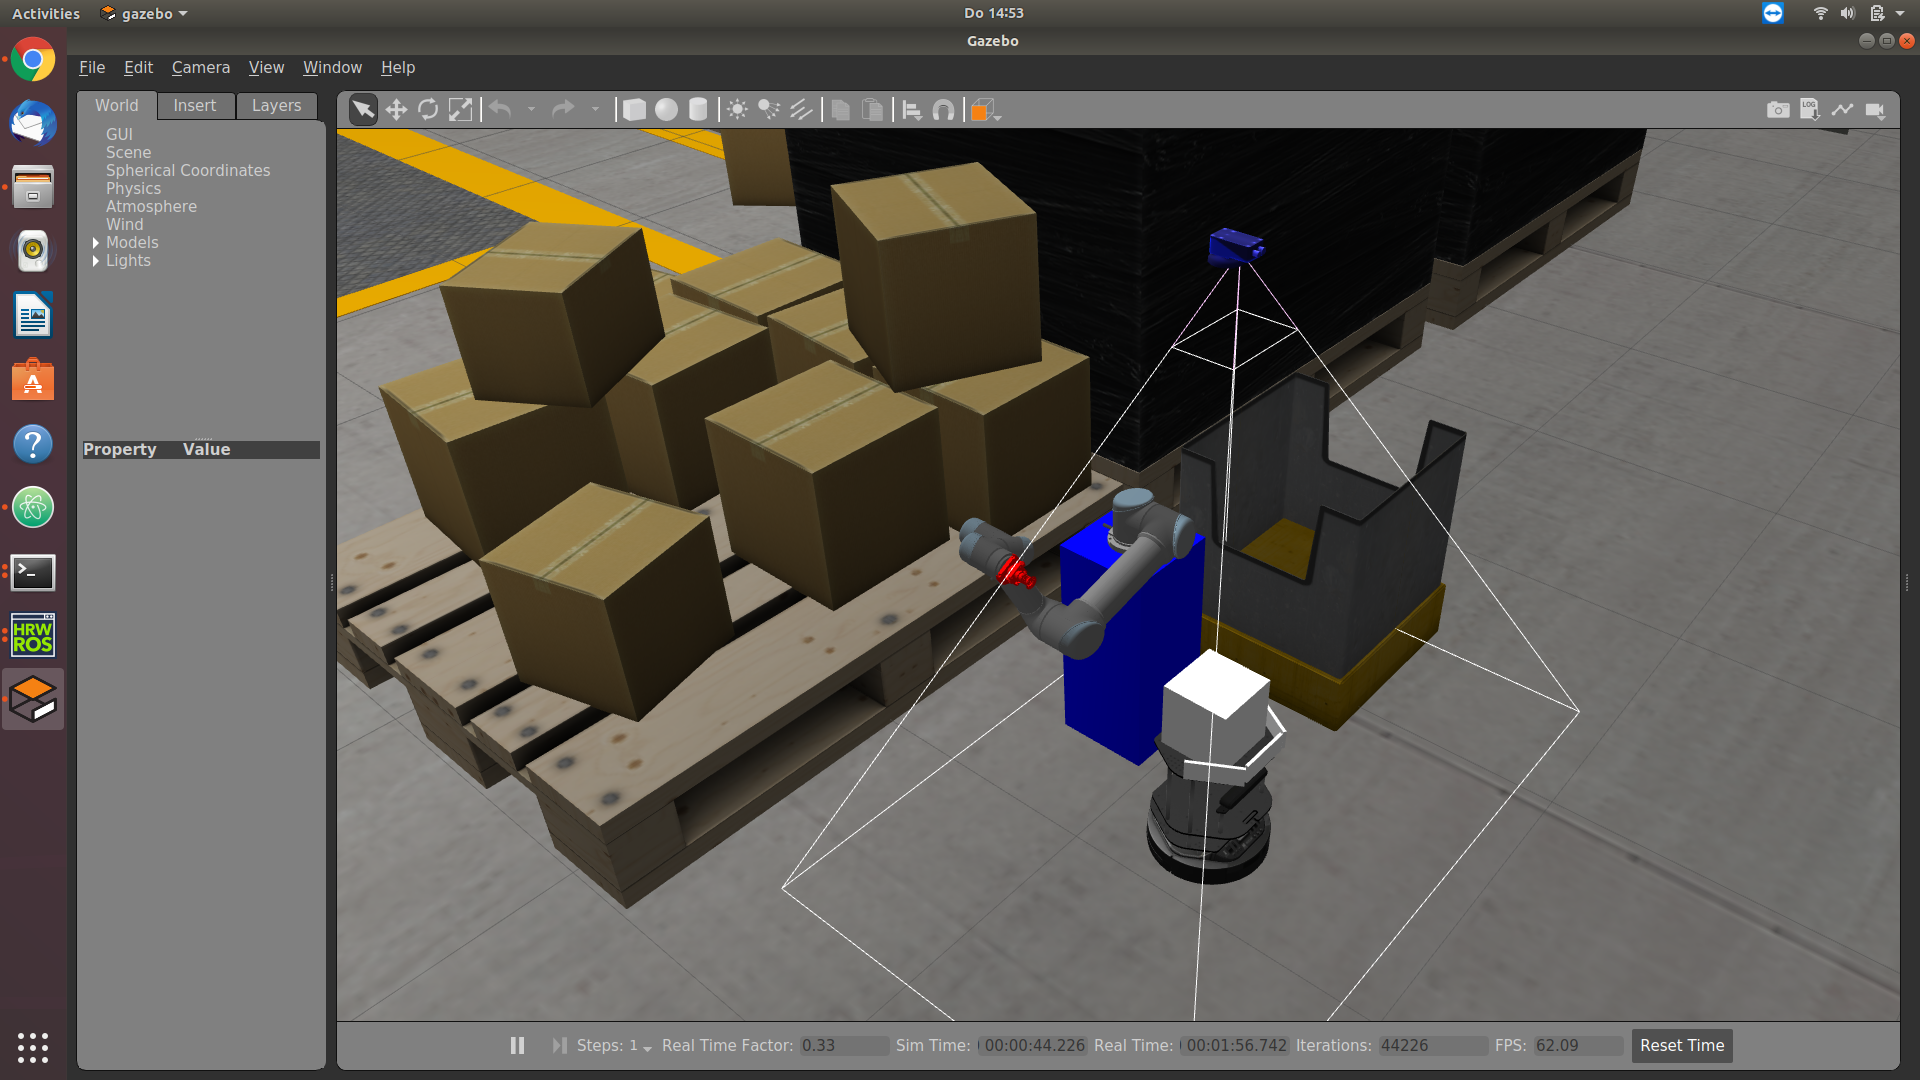 Activities gazebo Do 14:53
Gazebo
File Edit Camera View Window Help
World Insert Layers
LOG
GUI
Scene
Spherical Coordinates
Physics
Atmosphere
Wind
Models
Lights
Property Value
HRW
ROS
Steps: 1 Real Time Factor: 0.33 Sim Time: 00:00:44.226 Real Time: 00:01:56.742 Iterations: 44226 FPS: 62.09 Reset Time